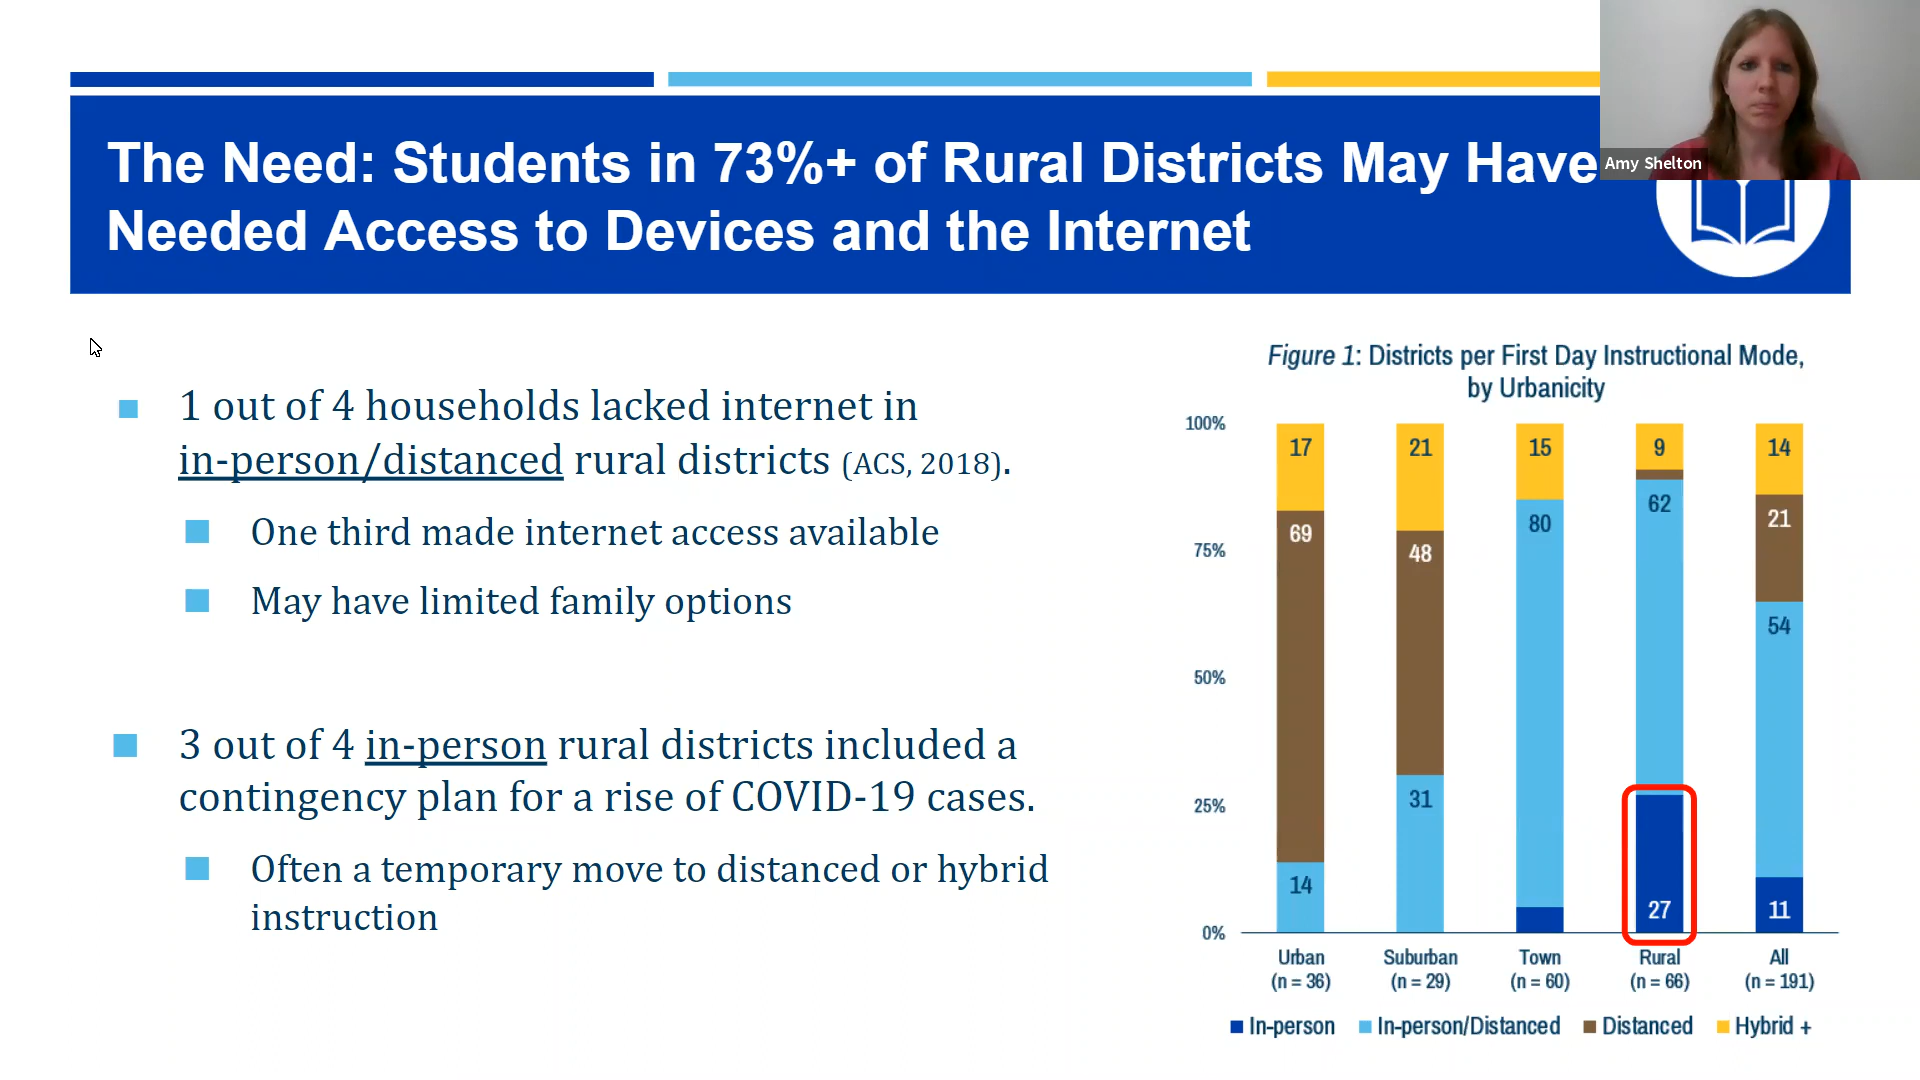 The Need: Students in 73%+ of Rural Districts May Have
Needed Access to Devices and the Internet
Amy Shelton
1 out of 4 households lacked internet in
in-person/distanced rural districts (ACS, 2018).
One third made internet access available
May have limited family options
3 out of 4 in-person rural districts included a
contingency plan for a rise of COVID-19 cases.
Often a temporary move to distanced or hybrid
instruction
Figure 1: Districts per First Day Instructional Mode,
by Urbanicity
100%
75%
50%
25%
0%
17
69
14
21
48
31
15
80
9
62
27
14
21
54
11
Urban
(n = 36)
Suburban
(n = 29)
Town
(n = 60)
Rural
(n = 66)
All
(n = 191)
In-person
In-person/Distanced
Distanced
Hybrid +